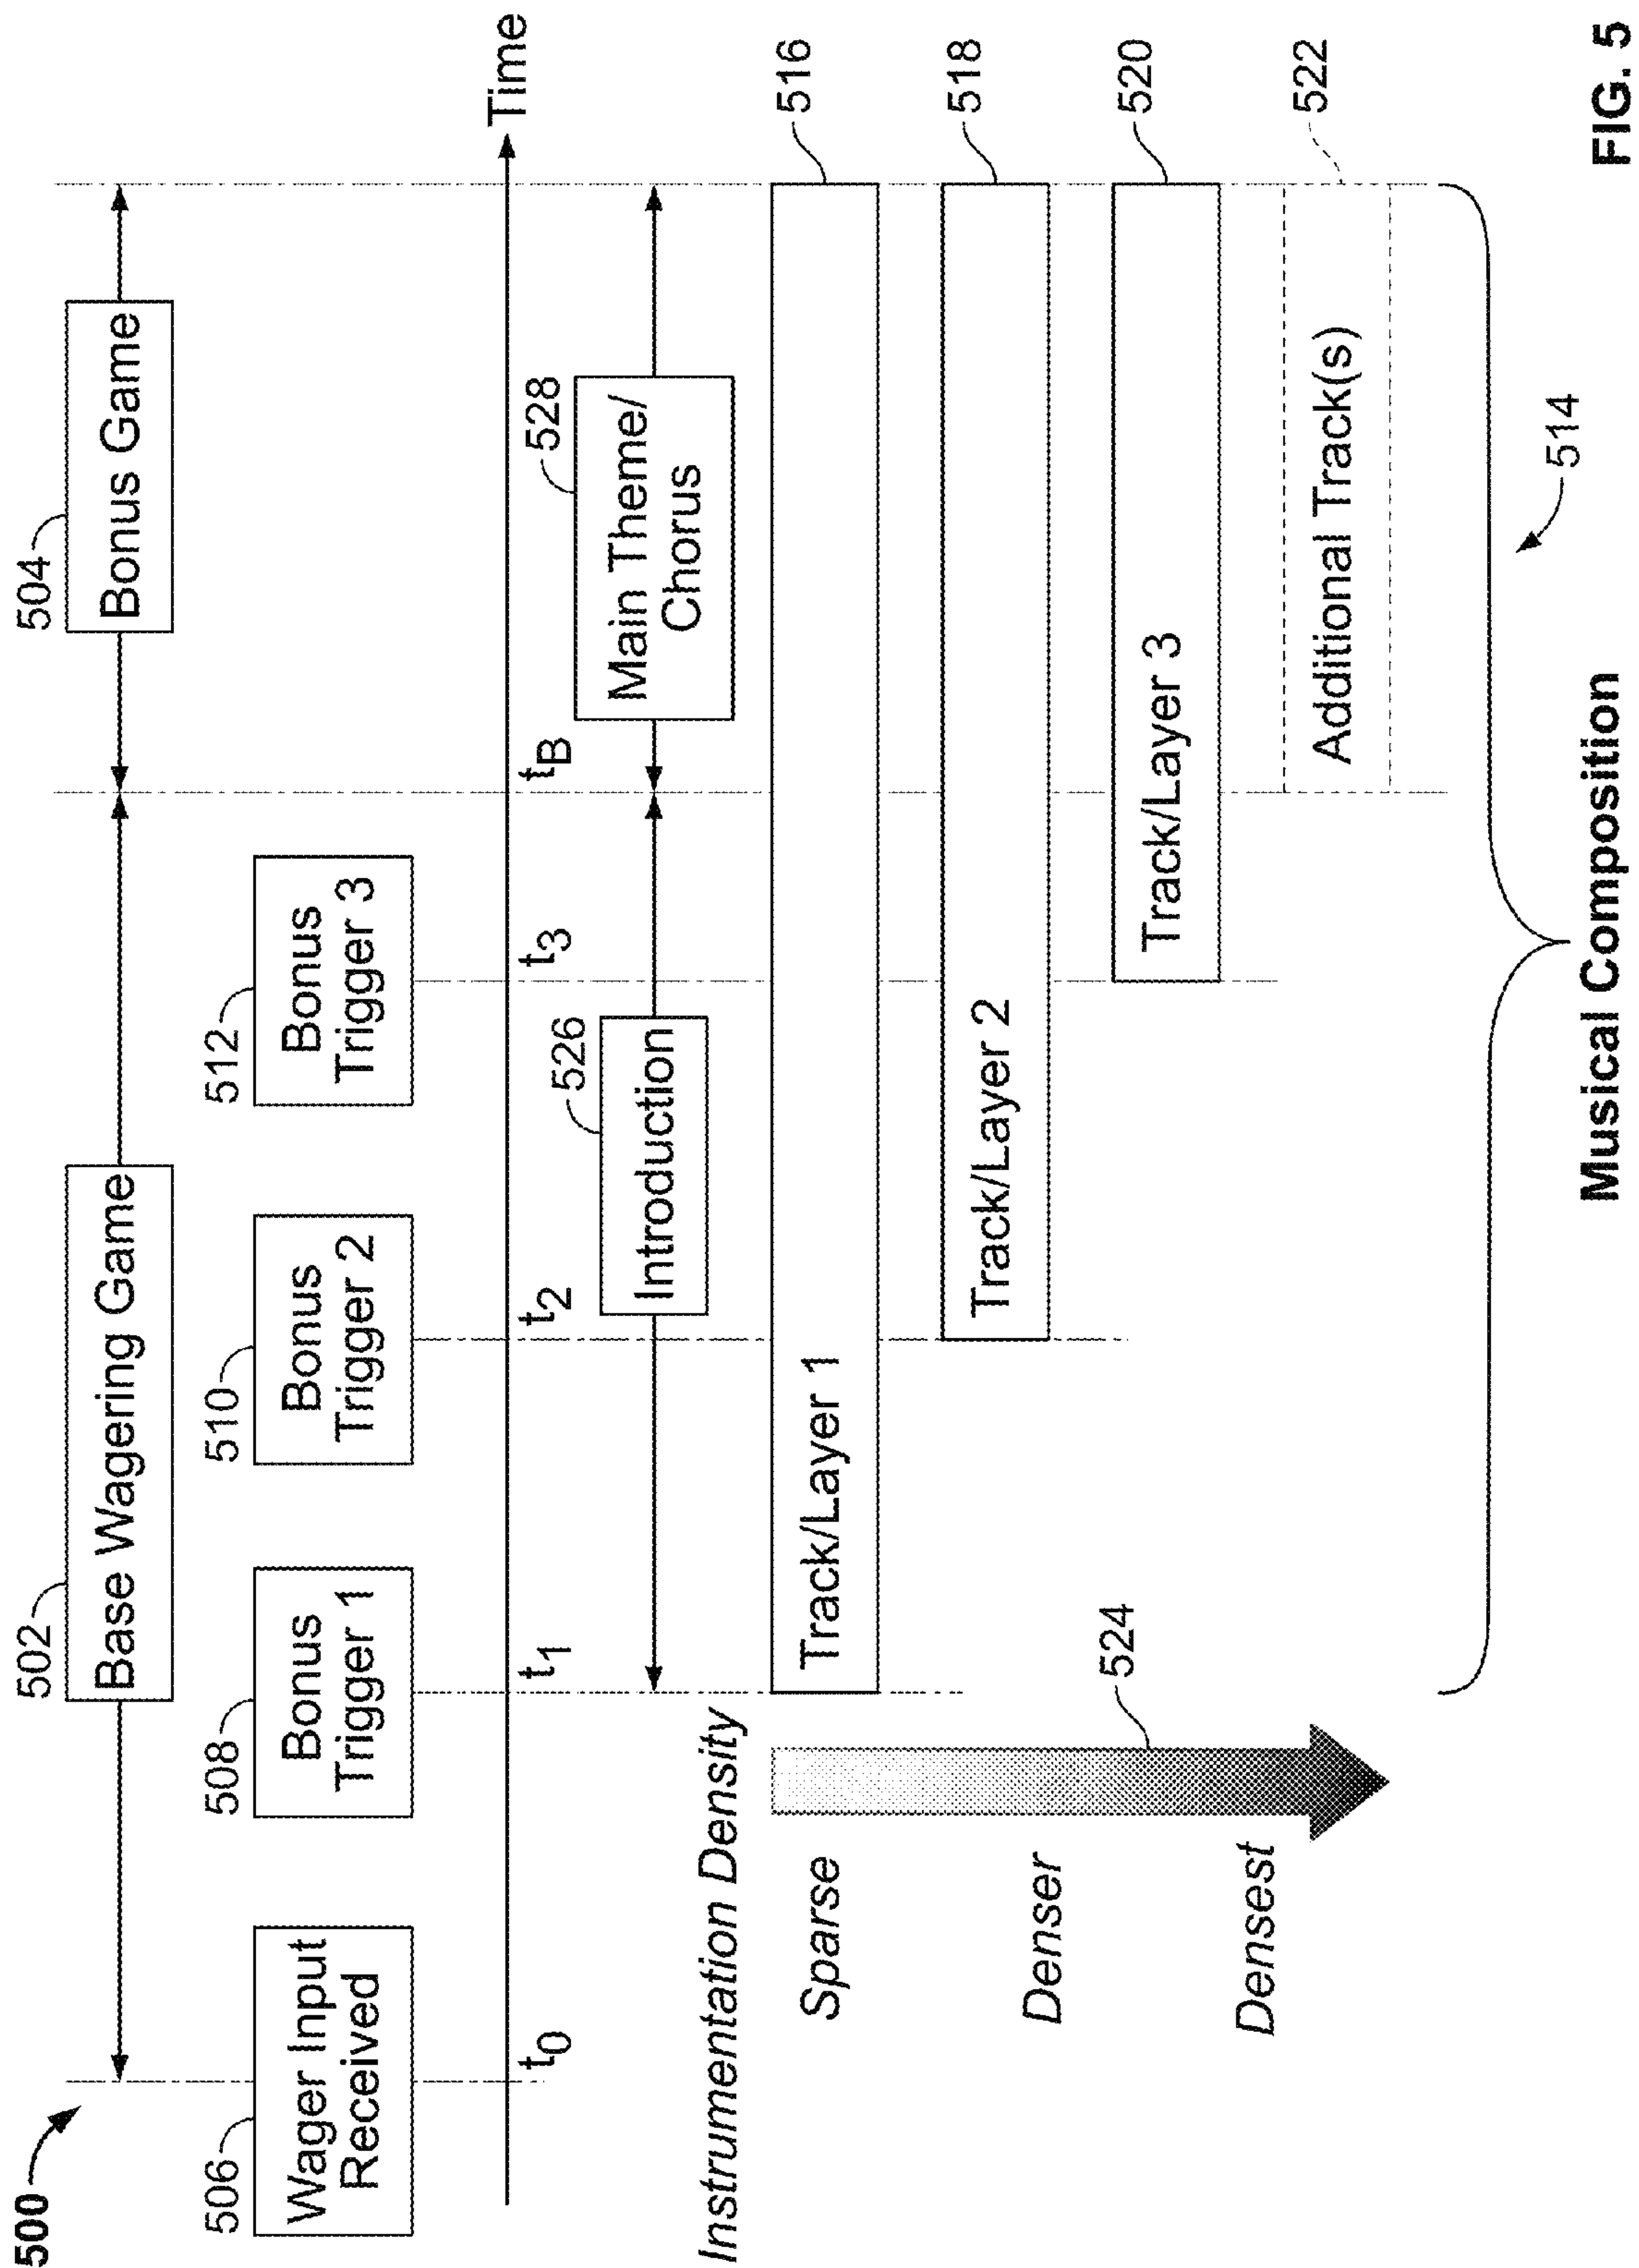 500
502
504
Base Wagering Game
Bonus Game
506
508
510
512
Wager Input
Received
Bonus
Trigger 1
Bonus
Trigger 2
Bonus
Trigger 3
Time
t0
t1
t2
t3
tB
526
528
Introduction
Main Theme/
Chorus
Instrumentation Density
Sparse
Denser
Densest
524
Track/Layer 1
516
Track/Layer 2
518
Track/Layer 3
520
Additional Track(s)
522
514
Musical Composition
FIG. 5